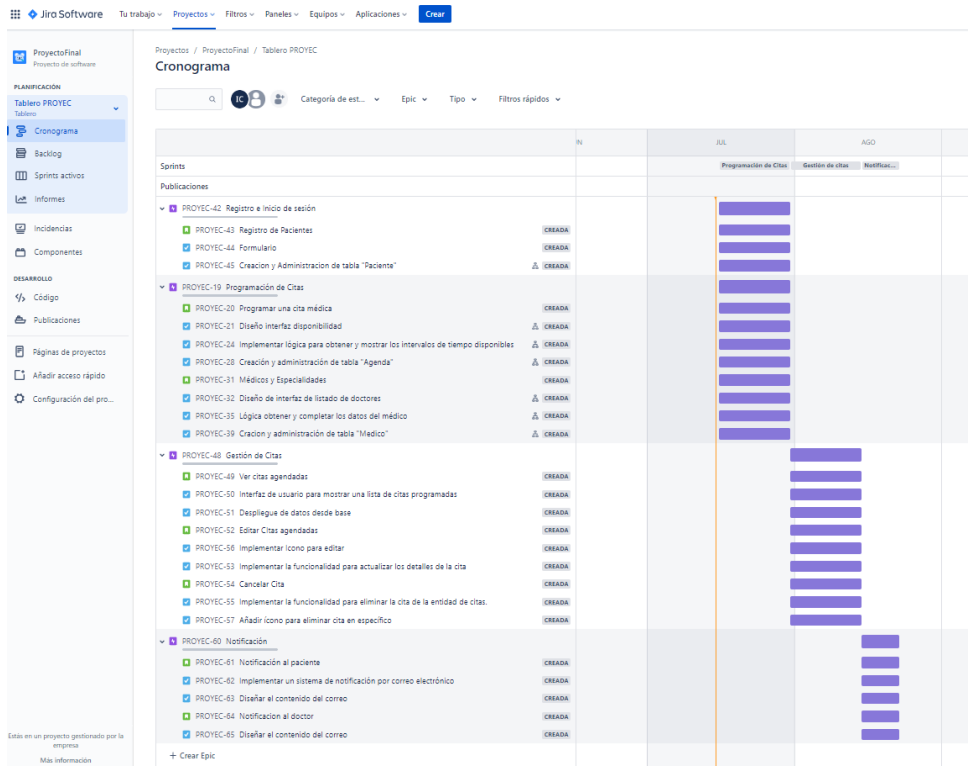 Jira Software
Tu trabajo Proyectos Filtros Paneles Equipos Aplicaciones Crear
ProyectoFinal
Proyecto de software
PLANIFICACIÓN
Tablero PROYEC
Tablero
Cronograma
Backlog
Sprints activos
Informes
Incidencias
Componentes
DESARROLLO
Código
Publicaciones
Páginas de proyectos
Añadir acceso rápido
Configuración del pro...
Estás en un proyecto gestionado por la
empresa
Más información
Proyectos / ProyectoFinal / Tablero PROYEC
Cronograma
IC Categoría de est... Epic Tipo Filtros rápidos
IN JUL AGO
Sprints Programación de Citas Gestión de citas Notificac...
Publicaciones
PROYEC-42 Registro e Inicio de sesión
PROYEC-43 Registro de Pacientes CREADA
PROYEC-44 Formulario CREADA
PROYEC-45 Creacion y Administracion de tabla "Paciente" CREADA
PROYEC-19 Programación de Citas
PROYEC-20 Programar una cita médica CREADA
PROYEC-21 Diseño interfaz disponibilidad CREADA
PROYEC-24 Implementar lógica para obtener y mostrar los intervalos de tiempo disponibles CREADA
PROYEC-28 Creación y administración de tabla "Agenda" CREADA
PROYEC-31 Médicos y Especialidades CREADA
PROYEC-32 Diseño de interfaz de listado de doctores CREADA
PROYEC-35 Lógica obtener y completar los datos del médico CREADA
PROYEC-39 Cracion y administración de tabla "Medico" CREADA
PROYEC-48 Gestión de Citas
PROYEC-49 Ver citas agendadas CREADA
PROYEC-50 Interfaz de usuario para mostrar una lista de citas programadas CREADA
PROYEC-51 Despliegue de datos desde base CREADA
PROYEC-52 Editar Citas agendadas CREADA
PROYEC-56 Implementar icono para editar CREADA
PROYEC-53 Implementar la funcionalidad para actualizar los detalles de la cita CREADA
PROYEC-54 Cancelar Cita CREADA
PROYEC-55 Implementar la funcionalidad para eliminar la cita de la entidad de citas. CREADA
PROYEC-57 Añadir ícono para eliminar cita en específico CREADA
PROYEC-60 Notificación
PROYEC-61 Notificación al paciente CREADA
PROYEC-62 Implementar un sistema de notificación por correo electrónico CREADA
PROYEC-63 Diseñar el contenido del correo CREADA
PROYEC-64 Notificacion al doctor CREADA
PROYEC-65 Diseñar el contenido del correo CREADA
+ Crear Epic